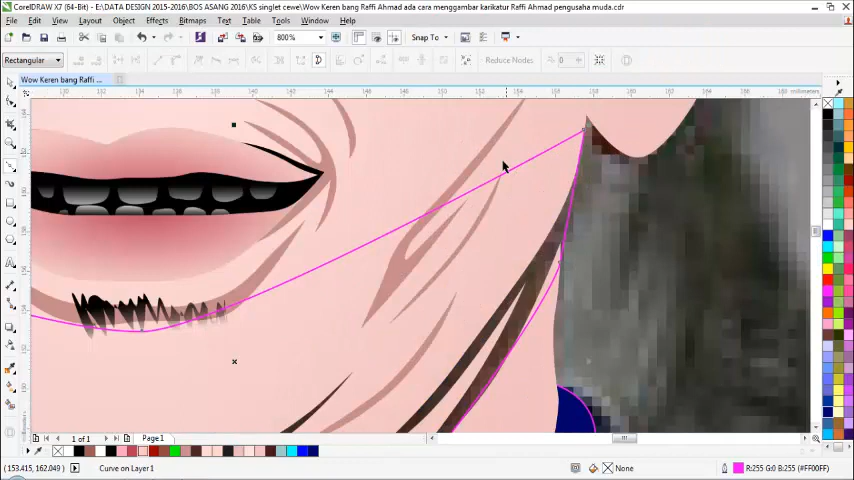 CorelDRAW X7 (64-Bit) - E:\DATA DESIGN 2015-2016\BOS ASANG 2016\KS singlet cewe\Wow Keren bang Raffi Ahmad ada cara menggambar karikatur Raffi Ahmad pengusaha muda.cdr
File Edit View Layout Object Effects Bitmaps Text Table Tools Window Help
800% Snap To
Rectangular Reduce Nodes 0
Wow Keren bang Raffi ...
millimeters
1 of 1 Page 1
(153.415, 162.049) Curve on Layer 1 None R:255 G:0 B:255 (#FF00FF)